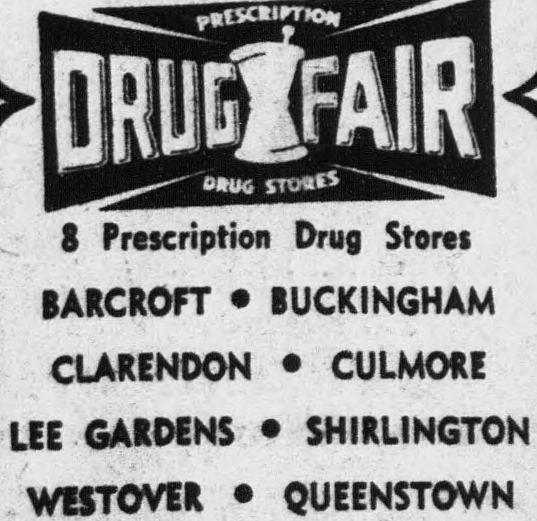 PRESCRIPTION
DRUG FAIR
DRUG STORES
8 Prescription Drug Stores
BARCROFT • BUCKINGHAM
CLARENDON • CULMORE
LEE GARDENS • SHIRLINGTON
WESTOVER • QUEENSTOWN